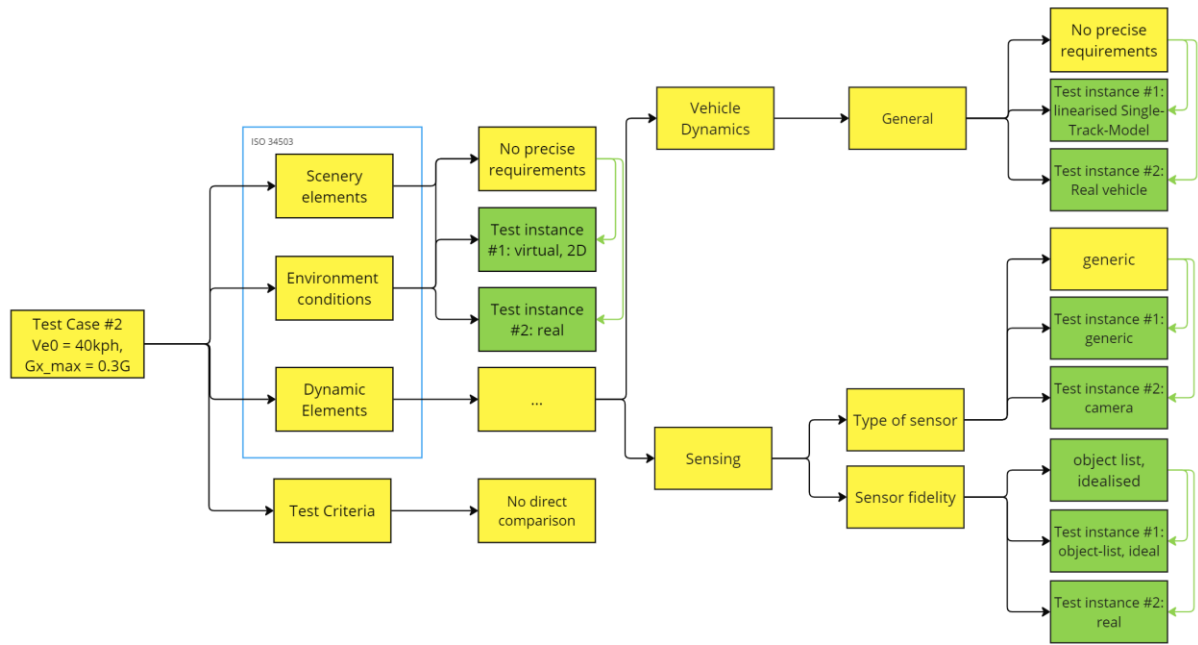 Test Case #2
Ve0 = 40kph,
Gx_max = 0.3G
ISO 34503
Scenery
elements
Environment
conditions
Dynamic
Elements
Test Criteria
No precise
requirements
Test instance
#1: virtual, 2D
Test instance
#2: real
...
No direct
comparison
Vehicle
Dynamics
General
No precise
requirements
Test instance #1:
linearised Single-
Track-Model
Test instance #2:
Real vehicle
Sensing
Type of sensor
generic
Test instance #1:
generic
Test instance #2:
camera
Sensor fidelity
object list,
idealised
Test instance #1:
object-list, ideal
Test instance #2:
real